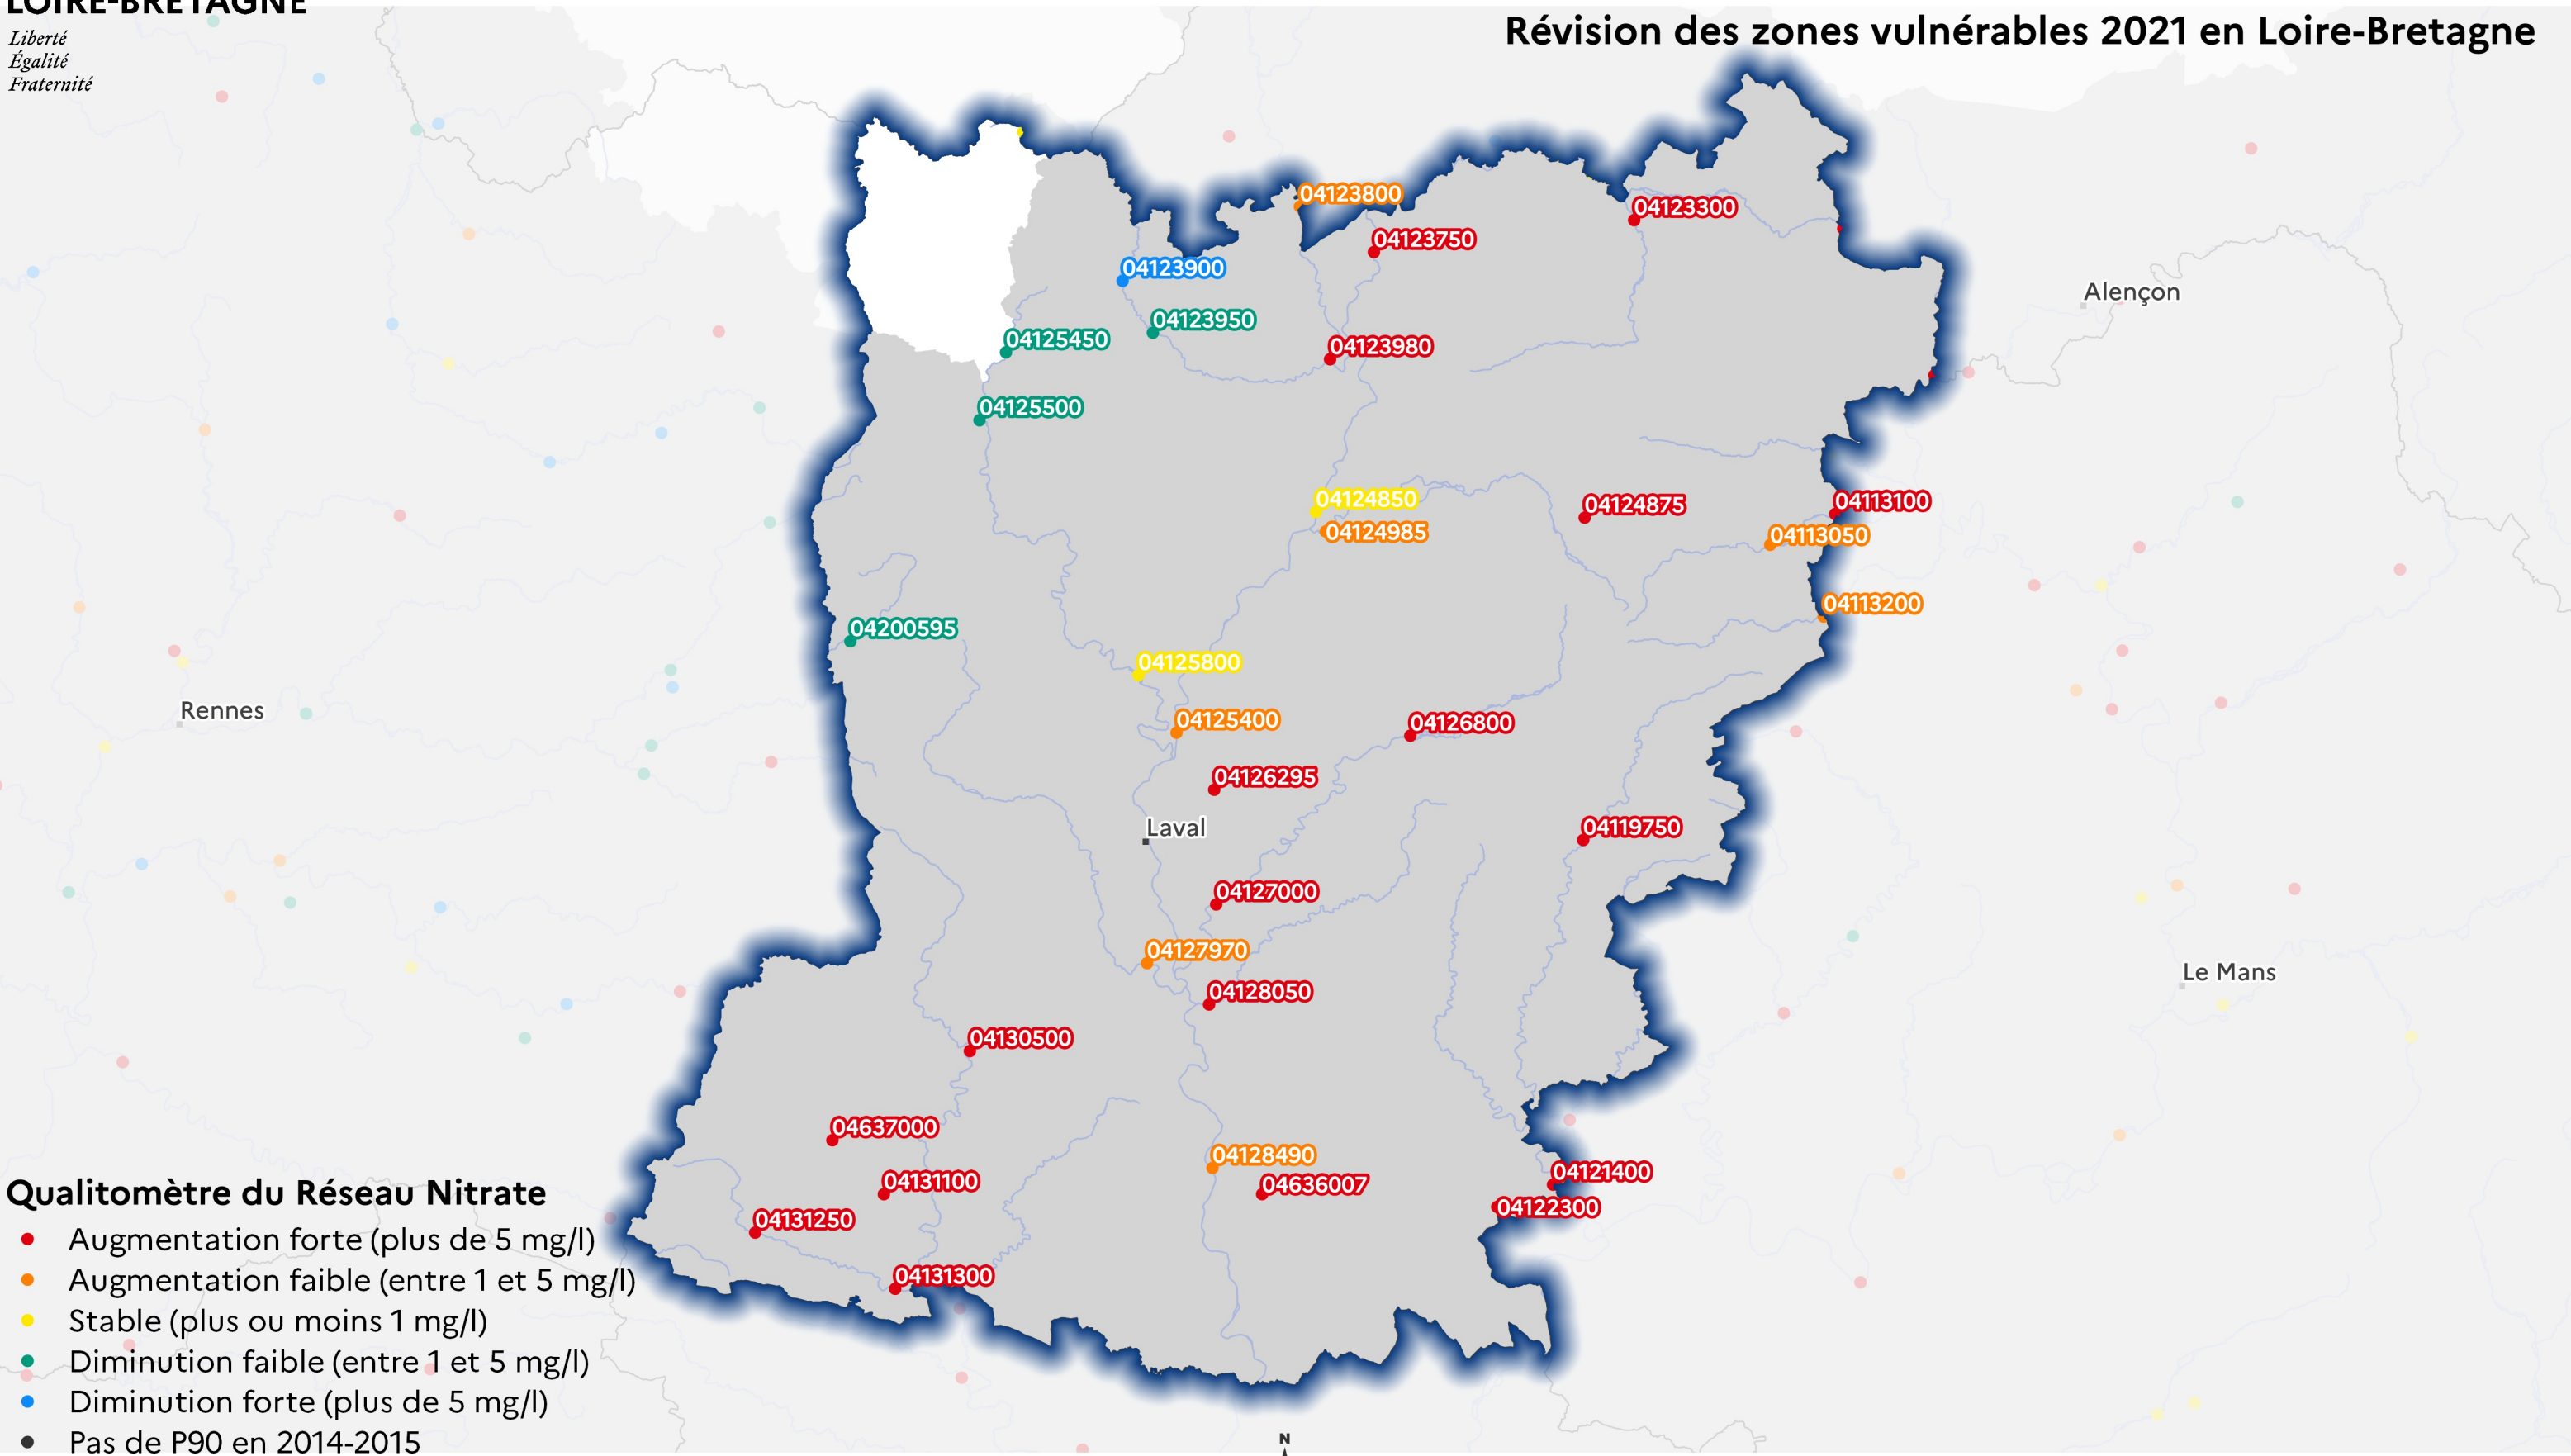 LOIRE-BRETAGNE
Liberté
Égalité
Fraternité
Révision des zones vulnérables 2021 en Loire-Bretagne
04123800
04123300
04123750
04123900
Alençon
04123950
04125450
04123980
04125500
04124850
04124875
04113100
04124985
04113050
04113200
04200595
04125800
Rennes
04125400
04126800
04126295
Laval
04119750
04127000
04127970
Le Mans
04128050
04130500
04637000
04128490
04131100
04636007
04121400
04122300
04131250
04131300
Qualitomètre du Réseau Nitrate
Augmentation forte (plus de 5 mg/l)
Augmentation faible (entre 1 et 5 mg/l)
Stable (plus ou moins 1 mg/l)
Diminution faible (entre 1 et 5 mg/l)
Diminution forte (plus de 5 mg/l)
Pas de P90 en 2014-2015
N